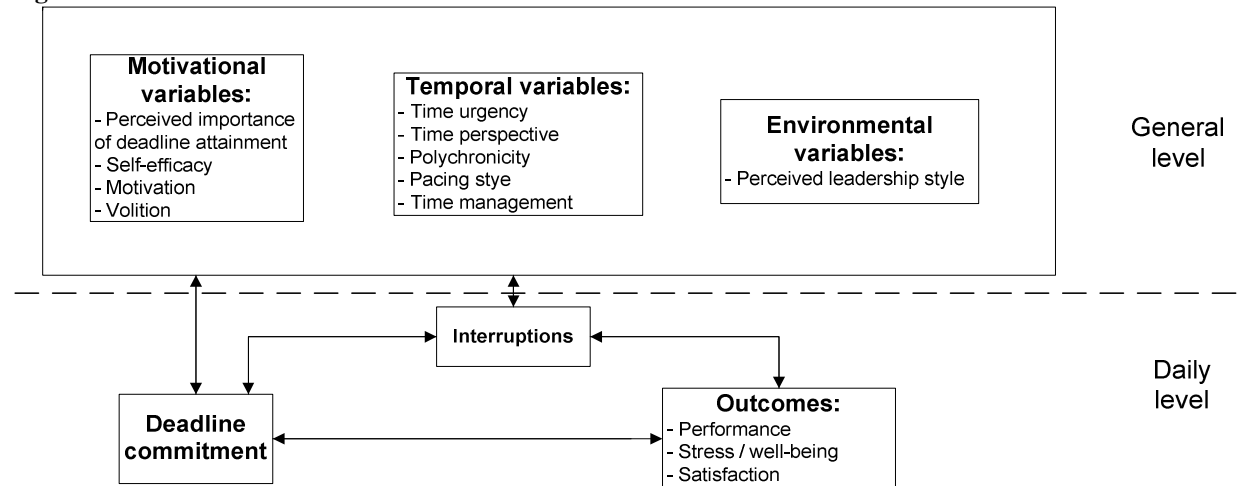 Motivational
variables:
- Perceived importance
of deadline attainment
- Self-efficacy
- Motivation
- Volition
Temporal variables:
- Time urgency
- Time perspective
- Polychronicity
- Pacing stye
- Time management
Environmental
variables:
- Perceived leadership style
General
level
Interruptions
Deadline
commitment
Outcomes:
- Performance
- Stress / well-being
- Satisfaction
Daily
level